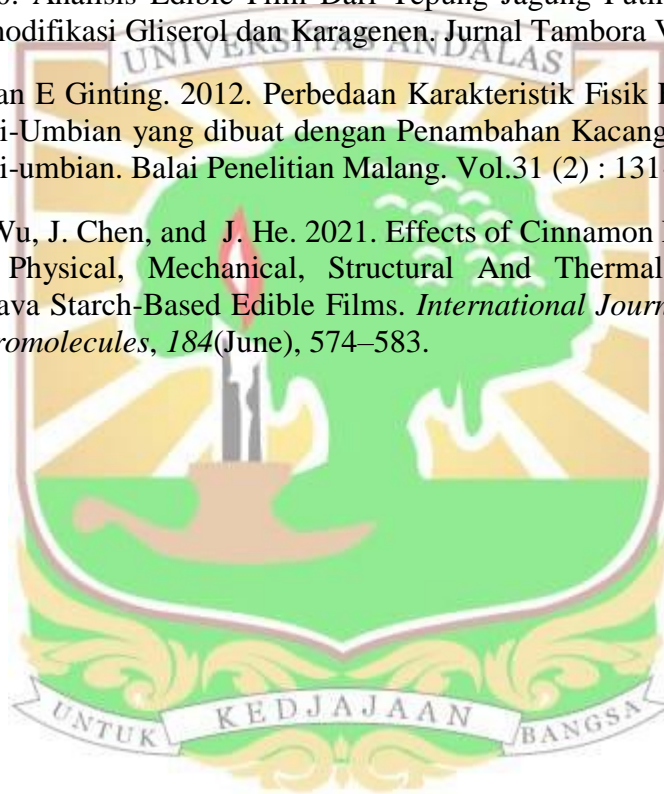 Analisis Edible Film Dari Tepung Jagung Putih
modifikasi Gliserol dan Karagenen. Jurnal Tambora V
UNIVERSITAS ANDALAS
an E Ginting. 2012. Perbedaan Karakteristik Fisik
i-Umbian yang dibuat dengan Penambahan Kacang
i-umbian. Balai Penelitian Malang. Vol.31 (2) : 131-
Wu, J. Chen, and J. He. 2021. Effects of Cinnamon
Physical, Mechanical, Structural And Thermal
ava Starch-Based Edible Films. International Journ
romolecules, 184(June), 574–583.
UNTUK KEDJAJAAN BANGSA